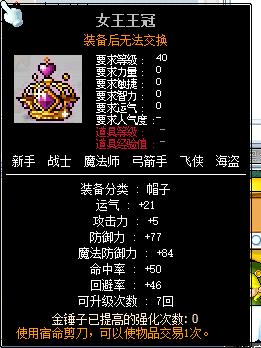 女王王冠
装备后无法交换
要求等级: 40
要求力量: 0
要求敏捷: 0
要求智力: 0
要求运气: 0
要求人气度: -
道具等级: -
道具经验值: -
新手 战士 魔法师 弓箭手 飞侠 海盗
装备分类 : 帽子
运气 : +21
攻击力 : +5
防御力 : +77
魔法防御力 : +84
命中率 : +50
回避率 : +46
可升级次数 : 7回
金锤子已提高的强化次数: 0
使用宿命剪刀，可以使物品交易1次。